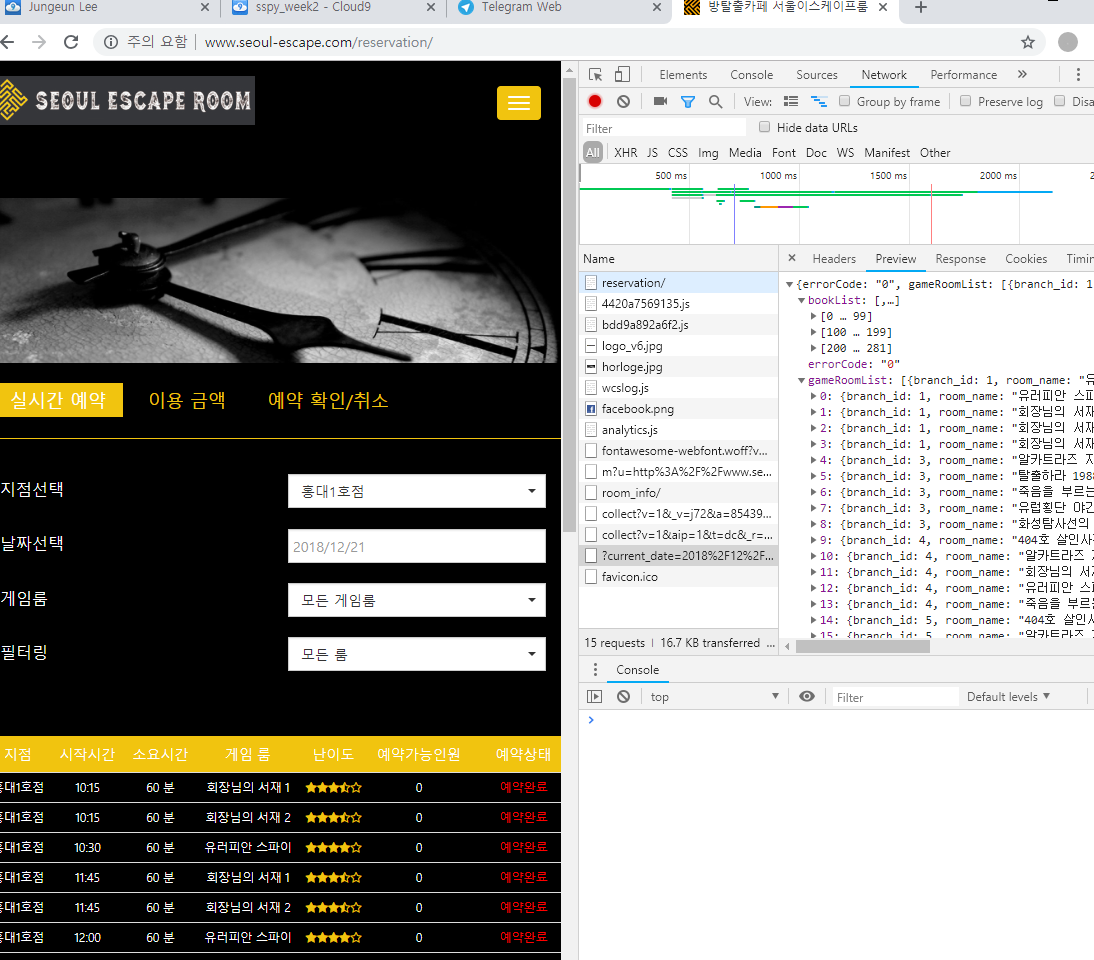 Jungeun Lee
sspy_week2 - Cloud9
Telegram Web
방탈출카페 서울이스케이프룸
주의 요함
www.seoul-escape.com/reservation/
SEOUL ESCAPE ROOM
실시간 예약
이용 금액
예약 확인/취소
지점선택
홍대1호점
날짜선택
2018/12/21
게임룸
모든 게임룸
필터링
모든 룸
지점 시작시간 소요시간 게임 룸 난이도 예약가능인원 예약상태
홍대1호점 10:15 60 분 회장님의 서재 1 0 예약완료
홍대1호점 10:15 60 분 회장님의 서재 2 0 예약완료
홍대1호점 10:30 60 분 유러피안 스파이 0 예약완료
홍대1호점 11:45 60 분 회장님의 서재 1 0 예약완료
홍대1호점 11:45 60 분 회장님의 서재 2 0 예약완료
홍대1호점 12:00 60 분 유러피안 스파이 0 예약완료
Elements Console Sources Network Performance »
View: Group by frame Preserve log Disa
Filter Hide data URLs
All XHR JS CSS Img Media Font Doc WS Manifest Other
500 ms 1000 ms 1500 ms 2000 ms 2
Name
reservation/
4420a7569135.js
bdd9a892a6f2.js
logo_v6.jpg
horloge.jpg
wcslog.js
facebook.png
analytics.js
fontawesome-webfont.woff?v...
m?u=http%3A%2F%2Fwww.se...
room_info/
collect?v=1&_v=j72&a=85439...
collect?v=1&aip=1&t=dc&_r=...
?current_date=2018%2F12%2F...
favicon.ico
15 requests | 16.7 KB transferred ...
× Headers Preview Response Cookies Timin
{errorCode: "0", gameRoomList: [{branch_id: 1
bookList: [,…]
[0 … 99]
[100 … 199]
[200 … 281]
errorCode: "0"
gameRoomList: [{branch_id: 1, room_name: "유
0: {branch_id: 1, room_name: "유러피안 스파
1: {branch_id: 1, room_name: "회장님의 서재
2: {branch_id: 1, room_name: "회장님의 서재
3: {branch_id: 1, room_name: "회장님의 서재
4: {branch_id: 3, room_name: "알카트라즈 지
5: {branch_id: 3, room_name: "탈출하라 1988
6: {branch_id: 3, room_name: "죽음을 부르는
7: {branch_id: 3, room_name: "유럽횡단 야간
8: {branch_id: 3, room_name: "화성탐사선의
9: {branch_id: 4, room_name: "404호 살인사건
10: {branch_id: 4, room_name: "알카트라즈
11: {branch_id: 4, room_name: "회장님의 서재
12: {branch_id: 4, room_name: "유러피안 스파
13: {branch_id: 4, room_name: "죽음을 부르는
14: {branch_id: 5, room_name: "404호 살인사
15: {branch_id: 5, room_name: "알카트라즈
Console
top Filter Default levels